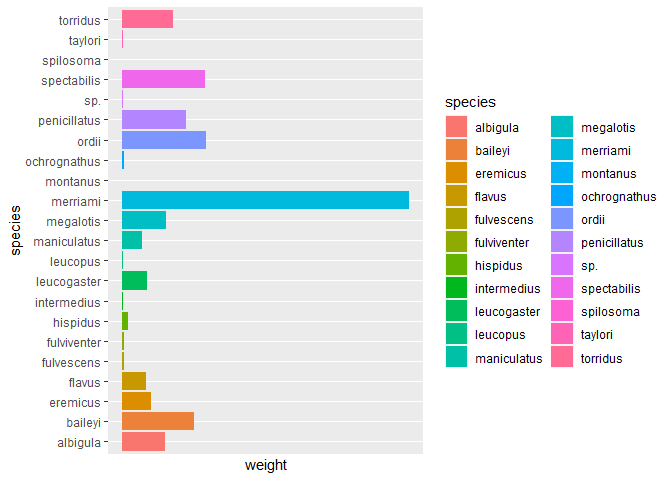 torridus
taylori
spilosoma
spectabilis
sp.
penicillatus
ordii
ochrognathus
montanus
merriami
megalotis
maniculatus
leucopus
leucogaster
intermedius
hispidus
fulviventer
fulvescens
flavus
eremicus
baileyi
albigula
species
weight
species
albigula
baileyi
eremicus
flavus
fulvescens
fulviventer
hispidus
intermedius
leucogaster
leucopus
maniculatus
megalotis
merriami
montanus
ochrognathus
ordii
penicillatus
sp.
spectabilis
spilosoma
taylori
torridus